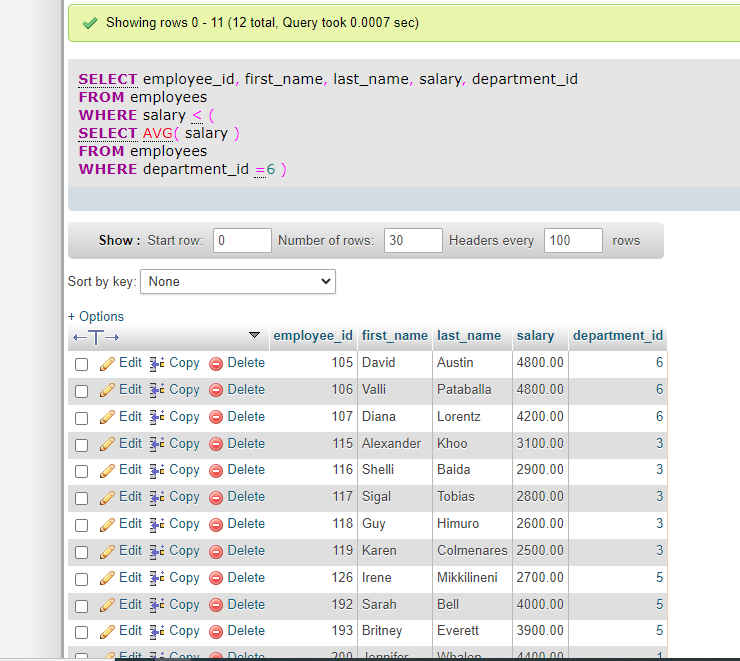 Showing rows 0 - 11 (12 total, Query took 0.0007 sec)
SELECT employee_id, first_name, last_name, salary, department_id
FROM employees
WHERE salary < (
SELECT AVG( salary )
FROM employees
WHERE department_id =6 )
Show : Start row: 0 Number of rows: 30 Headers every 100 rows
Sort by key: None
+ Options
←T→ employee_id first_name last_name salary department_id
Edit Copy Delete 105 David Austin 4800.00 6
Edit Copy Delete 106 Valli Pataballa 4800.00 6
Edit Copy Delete 107 Diana Lorentz 4200.00 6
Edit Copy Delete 115 Alexander Khoo 3100.00 3
Edit Copy Delete 116 Shelli Baida 2900.00 3
Edit Copy Delete 117 Sigal Tobias 2800.00 3
Edit Copy Delete 118 Guy Himuro 2600.00 3
Edit Copy Delete 119 Karen Colmenares 2500.00 3
Edit Copy Delete 126 Irene Mikkilineni 2700.00 5
Edit Copy Delete 192 Sarah Bell 4000.00 5
Edit Copy Delete 193 Britney Everett 3900.00 5
Edit Copy Delete 200 Jennifer Whalen 4400.00 1